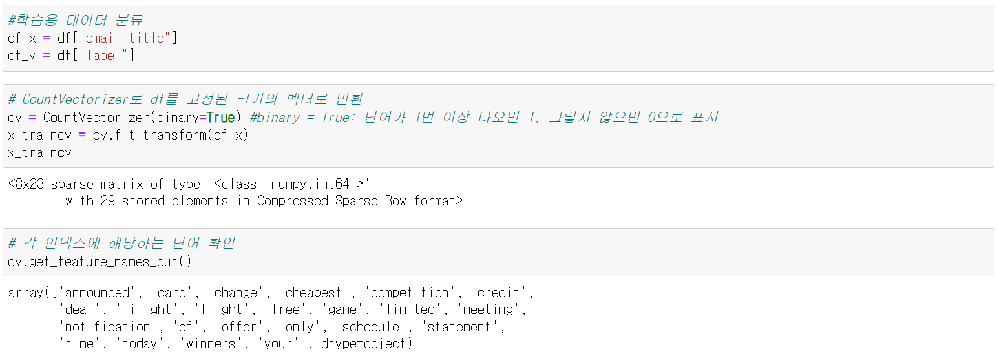 #학습용 데이터 분류
df_x = df["email title"]
df_y = df["label"]
# CountVectorizer로 df를 고정된 크기의 벡터로 변환
cv = CountVectorizer(binary=True) #binary = True: 단어가 1번 이상 나오면 1, 그렇지 않으면 0으로 표시
x_traincv = cv.fit_transform(df_x)
x_traincv
<8x23 sparse matrix of type '<class 'numpy.int64'>'
with 29 stored elements in Compressed Sparse Row format>
# 각 인덱스에 해당하는 단어 확인
cv.get_feature_names_out()
array(['announced', 'card', 'change', 'cheapest', 'competition', 'credit',
'deal', 'filight', 'flight', 'free', 'game', 'limited', 'meeting',
'notification', 'of', 'offer', 'only', 'schedule', 'statement',
'time', 'today', 'winners', 'your'], dtype=object)